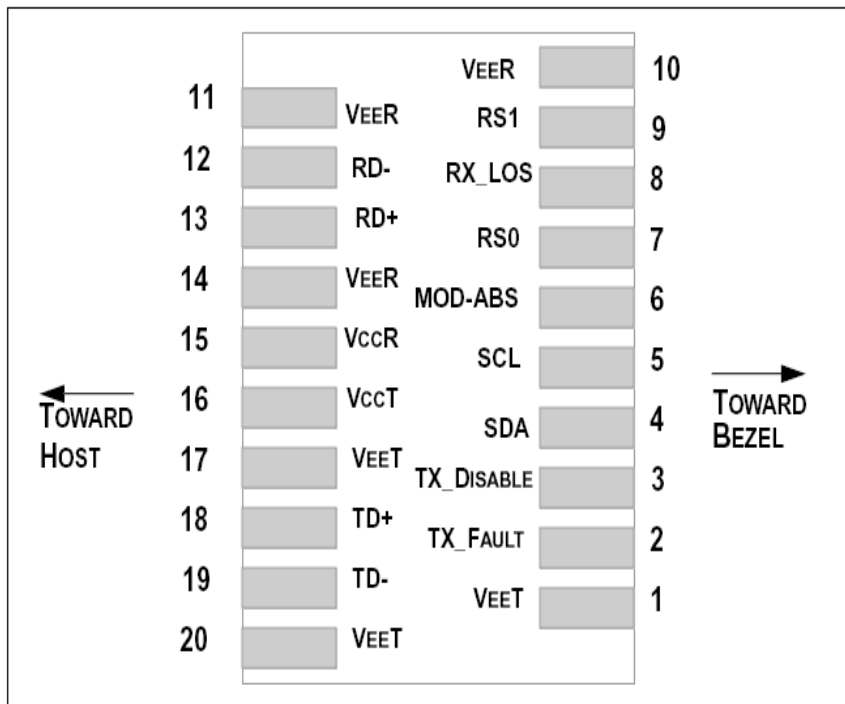 VEER 10
11 VEER
RS1 9
12 RD-
RX_LOS 8
13 RD+
RS0 7
14 VEER
MOD-ABS 6
15 VCCR
SCL 5
16 VCCT
TOWARD
HOST
TOWARD
BEZEL
SDA 4
17 VEET
TX_DISABLE 3
18 TD+
TX_FAULT 2
19 TD-
VEET 1
20 VEET